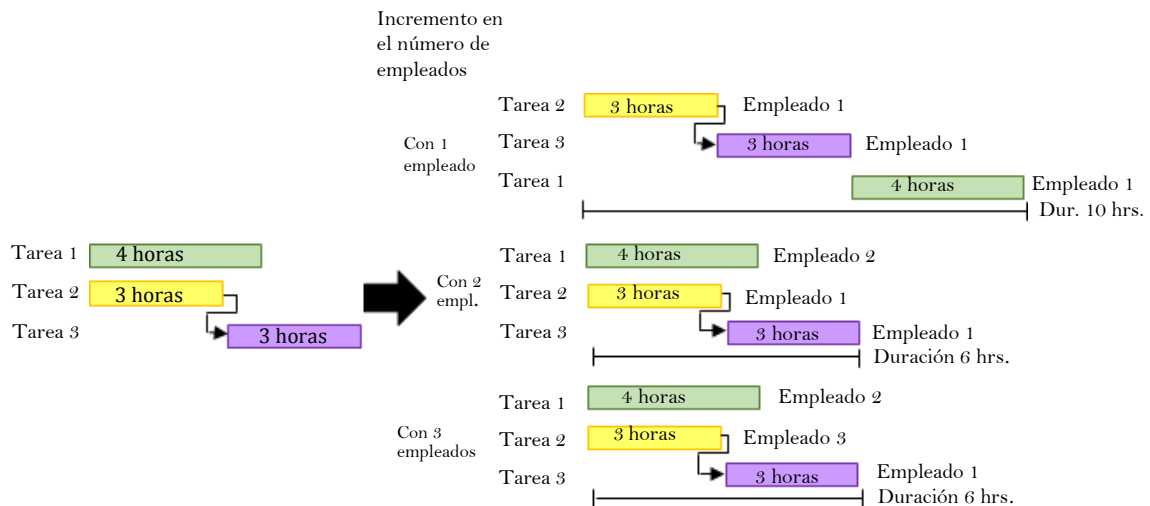 Incremento en
el número de
empleados
Tarea 1
4 horas
Tarea 2
3 horas
Tarea 3
3 horas
Con 1
empleado
Tarea 2
3 horas
Empleado 1
Tarea 3
3 horas
Empleado 1
Tarea 1
4 horas
Empleado 1
Dur. 10 hrs.
Con 2
empl.
Tarea 1
4 horas
Empleado 2
Tarea 2
3 horas
Empleado 1
Tarea 3
3 horas
Empleado 1
Duración 6 hrs.
Con 3
empleados
Tarea 1
4 horas
Empleado 2
Tarea 2
3 horas
Empleado 3
Tarea 3
3 horas
Empleado 1
Duración 6 hrs.